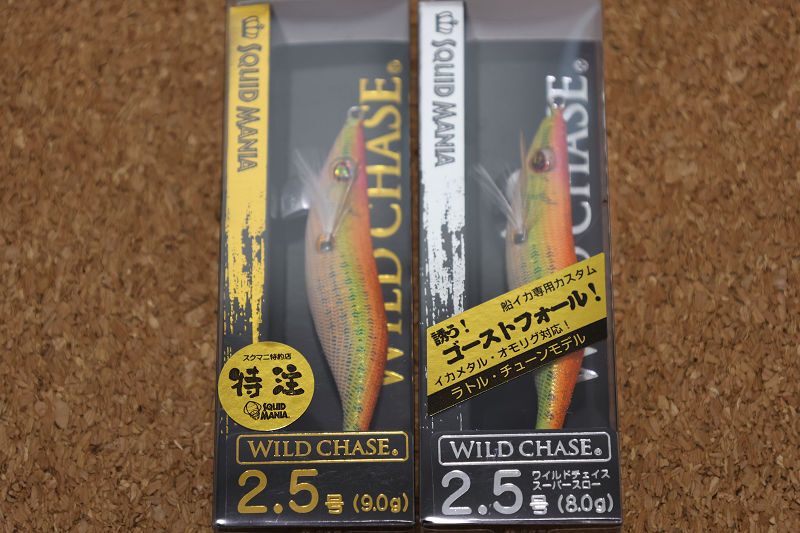 SQUID MANIA
WILD CHASE®
スクマニ特約店
特注
SQUID
MANIA
WILD CHASE®
2.5号 (9.0g)
SQUID MANIA
WILD CHASE®
船イカ専用カスタム
誘う!
ゴーストフォール!
イカメタル・オモリグ対応!
ラトル・チューンモデル
WILD CHASE®
ワイルドチェイス
スーパースロー
2.5号 (8.0g)